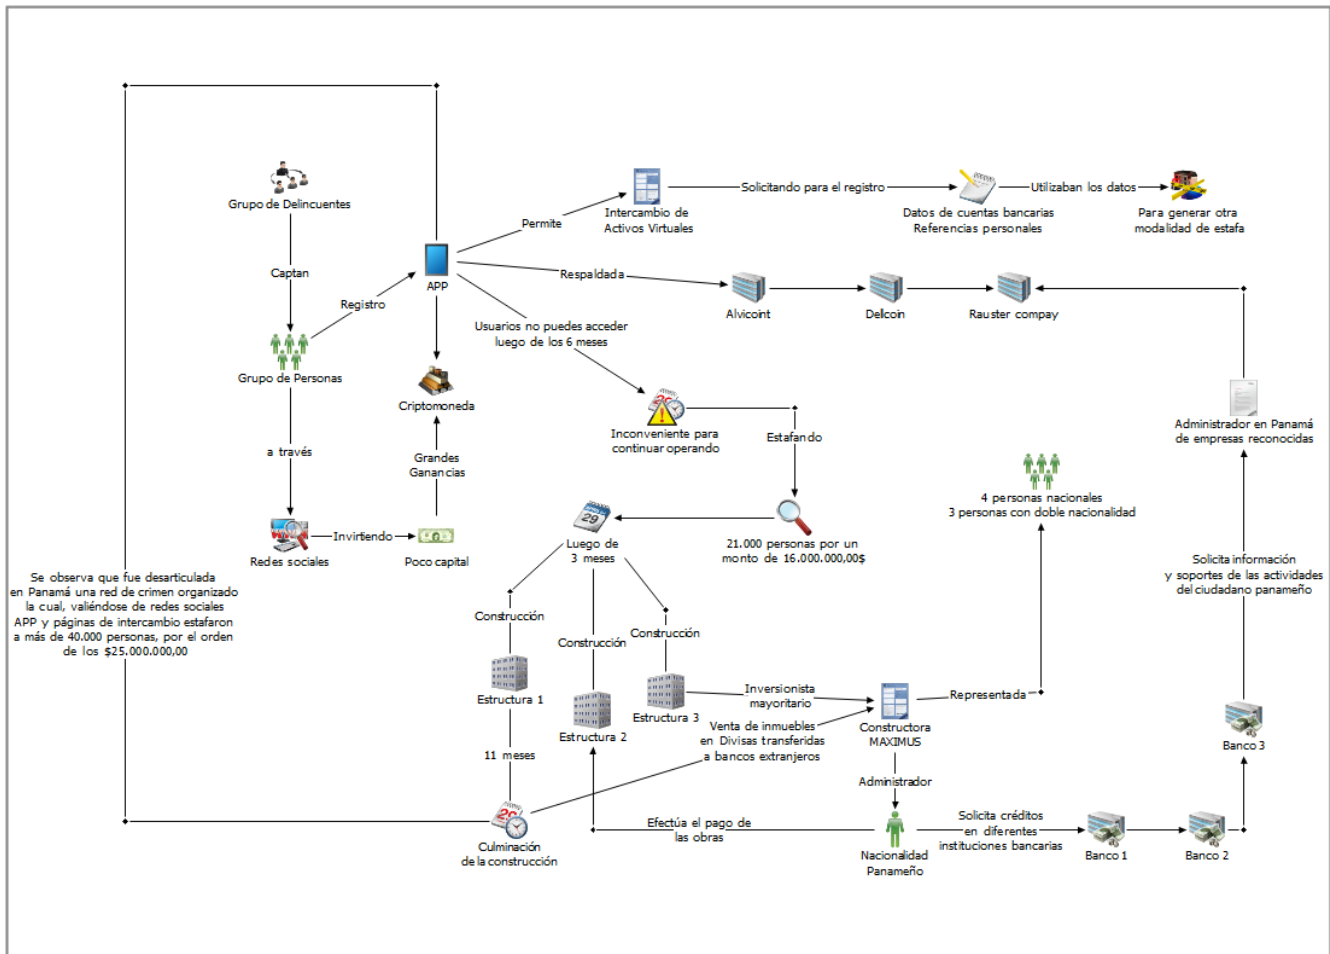 Grupo de Delincuentes
Captan
Grupo de Personas
Registro
APP
a través
Redes sociales
Invirtiendo
Poco capital
Grandes
Ganancias
Criptomoneda
Permite
Intercambio de
Activos Virtuales
Solicitando para el registro
Datos de cuentas bancarias
Referencias personales
Utilizaban los datos
Para generar otra
modalidad de estafa
Respaldada
Alvicoint
Delicoin
Rauster compay
Usuarios no puedes acceder
luego de los 6 meses
Inconveniente para
continuar operando
Estafando
21.000 personas por un
monto de 16.000.000,00$
Luego de
3 meses
Construcción
Construcción
Construcción
Estructura 1
Estructura 2
Estructura 3
11 meses
Culminación
de la construcción
Se observa que fue desarticulada
en Panamá una red de crimen organizado
la cual, valiéndose de redes sociales
APP y páginas de intercambio estafaron
a más de 40.000 personas, por el orden
de los $25.000.000,00
Inversionista
mayoritario
Venta de inmuebles
en Divisas transferidas
a bancos extranjeros
Constructora
MAXIMUS
Representada
4 personas nacionales
3 personas con doble nacionalidad
Administrador
Nacionalidad
Panameño
Efectúa el pago de
las obras
Solicita créditos
en diferentes
instituciones bancarias
Banco 1
Banco 2
Banco 3
Solicita información
y soportes de las actividades
del ciudadano panameño
Administrador en Panamá
de empresas reconocidas